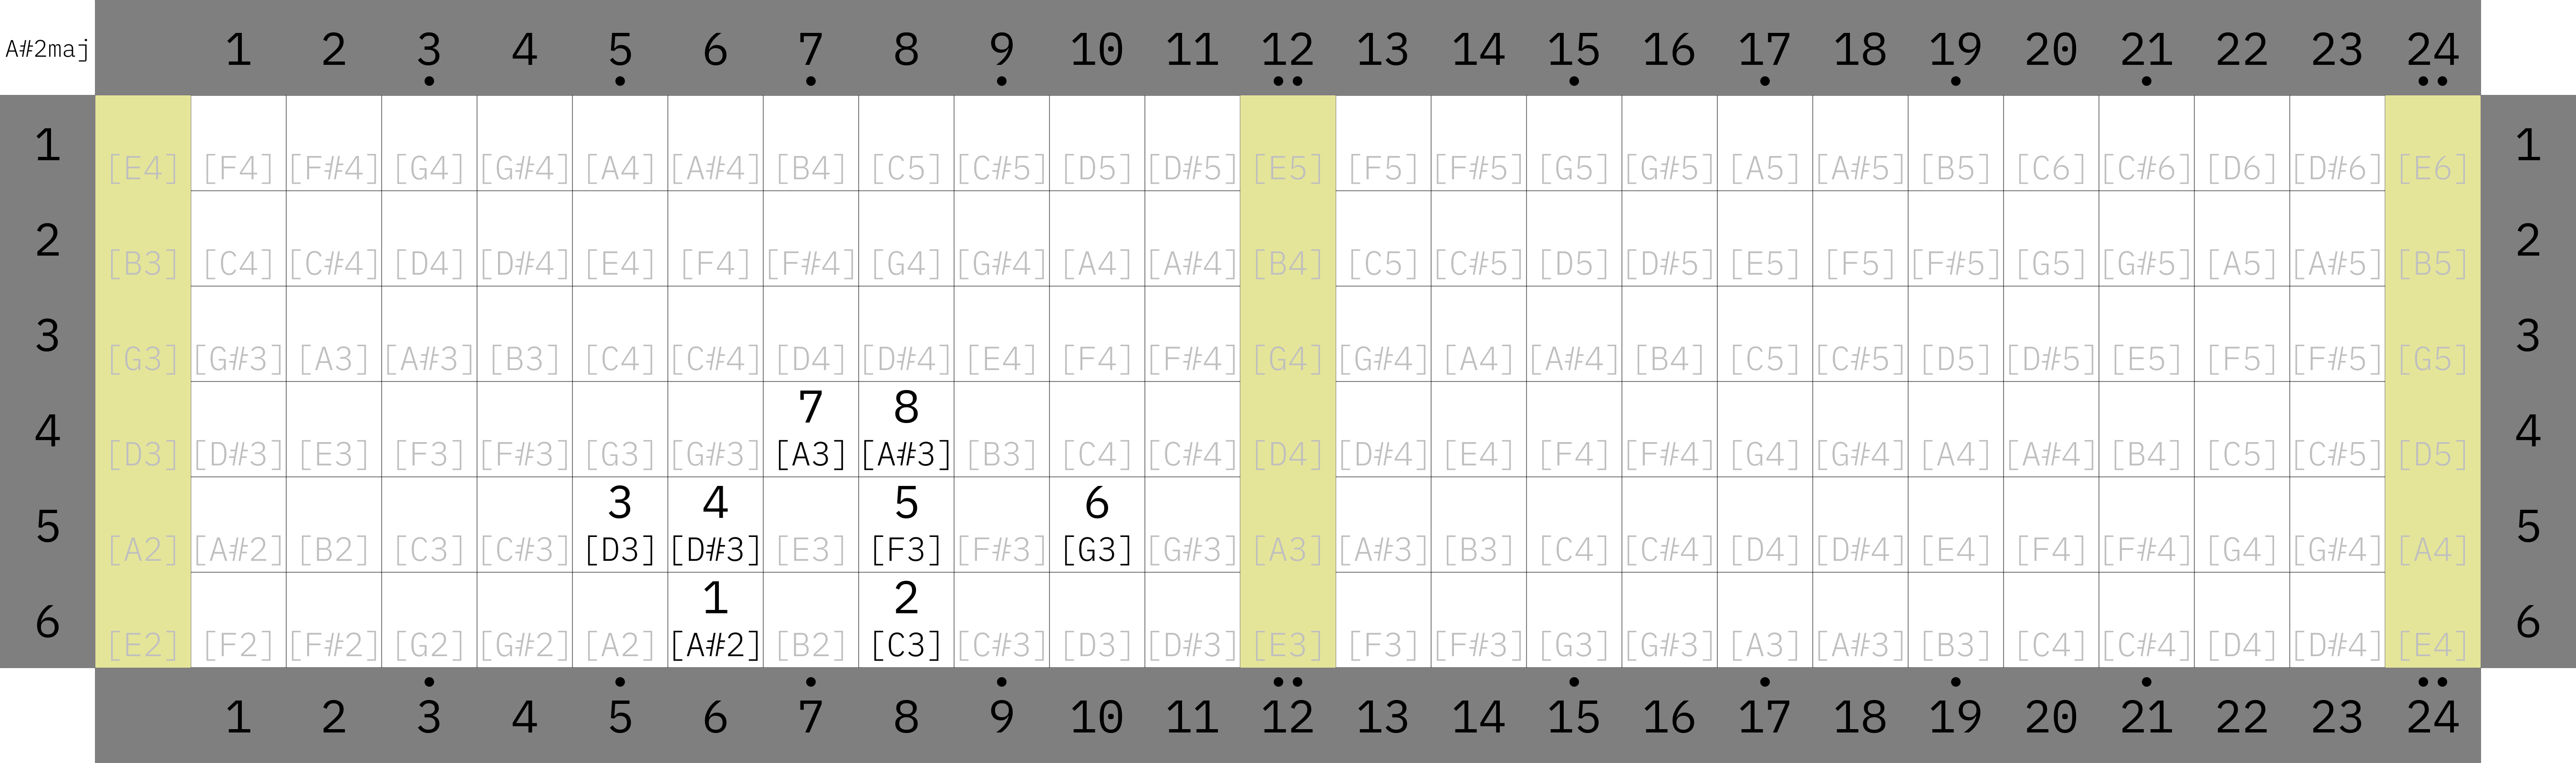 A#2maj 1 2 3 4 5 6 7 8 9 10 11 12 13 14 15 16 17 18 19 20 21 22 23 24
1 [E4] [F4] [F#4] [G4] [G#4] [A4] [A#4] [B4] [C5] [C#5] [D5] [D#5] [E5] [F5] [F#5] [G5] [G#5] [A5] [A#5] [B5] [C6] [C#6] [D6] [D#6] [E6] 1
2 [B3] [C4] [C#4] [D4] [D#4] [E4] [F4] [F#4] [G4] [G#4] [A4] [A#4] [B4] [C5] [C#5] [D5] [D#5] [E5] [F5] [F#5] [G5] [G#5] [A5] [A#5] [B5] 2
3 [G3] [G#3] [A3] [A#3] [B3] [C4] [C#4] [D4] [D#4] [E4] [F4] [F#4] [G4] [G#4] [A4] [A#4] [B4] [C5] [C#5] [D5] [D#5] [E5] [F5] [F#5] [G5] 3
7 8
4 [D3] [D#3] [E3] [F3] [F#3] [G3] [G#3] [A3] [A#3] [B3] [C4] [C#4] [D4] [D#4] [E4] [F4] [F#4] [G4] [G#4] [A4] [A#4] [B4] [C5] [C#5] [D5] 4
3 4 5 6
5 [A2] [A#2] [B2] [C3] [C#3] [D3] [D#3] [E3] [F3] [F#3] [G3] [G#3] [A3] [A#3] [B3] [C4] [C#4] [D4] [D#4] [E4] [F4] [F#4] [G4] [G#4] [A4] 5
1 2
6 [E2] [F2] [F#2] [G2] [G#2] [A2] [A#2] [B2] [C3] [C#3] [D3] [D#3] [E3] [F3] [F#3] [G3] [G#3] [A3] [A#3] [B3] [C4] [C#4] [D4] [D#4] [E4] 6
1 2 3 4 5 6 7 8 9 10 11 12 13 14 15 16 17 18 19 20 21 22 23 24